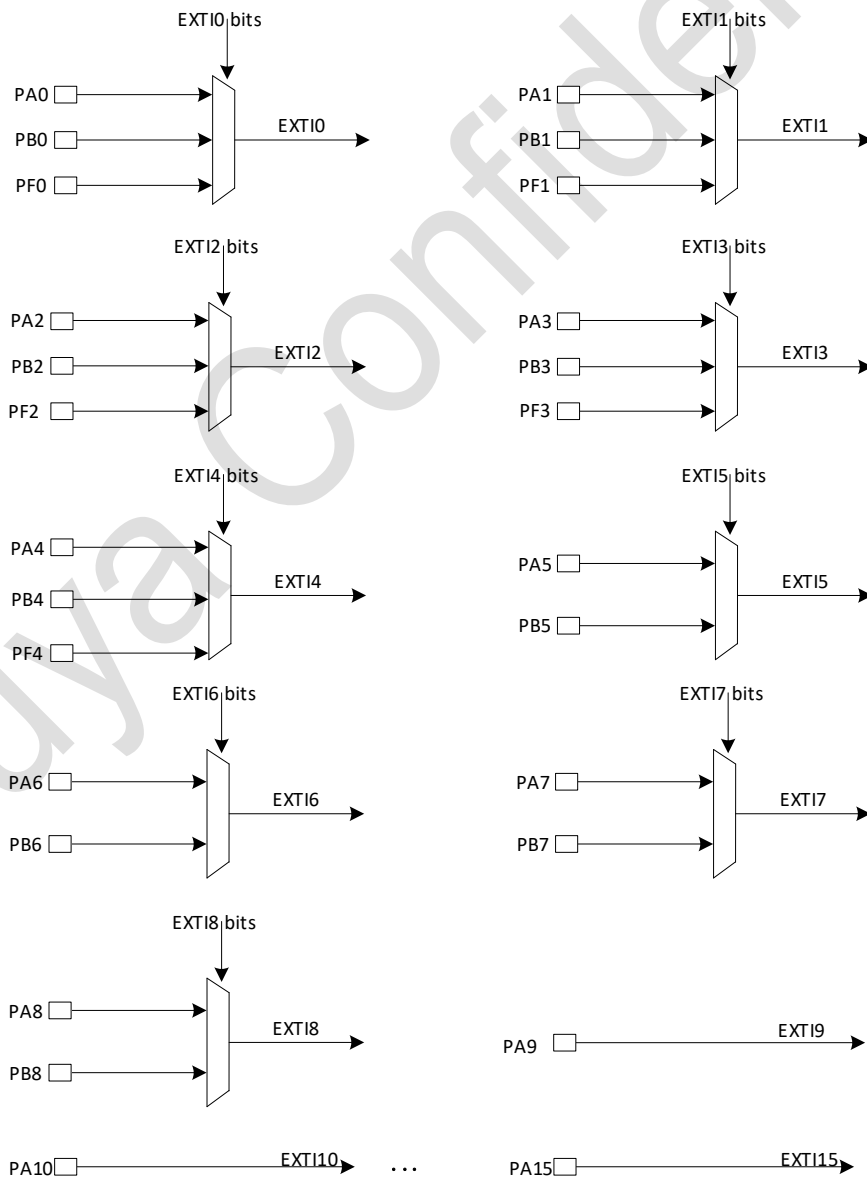 EXTI0 bits EXTI1 bits
PA0 PA1
PB0 EXTI0 PB1 EXTI1
PF0 PF1
EXTI2 bits EXTI3 bits
PA2 PA3
PB2 EXTI2 PB3 EXTI3
PF2 PF3
EXTI4 bits EXTI5 bits
PA4 PA5
PB4 EXTI4 EXTI5
PF4 PB5
EXTI6 bits EXTI7 bits
PA6 PA7
EXTI6 EXTI7
PB6 PB7
EXTI8 bits
PA8
EXTI8 PA9 EXTI9
PB8
PA10 EXTI10 ... PA15 EXTI15
uya Confiden